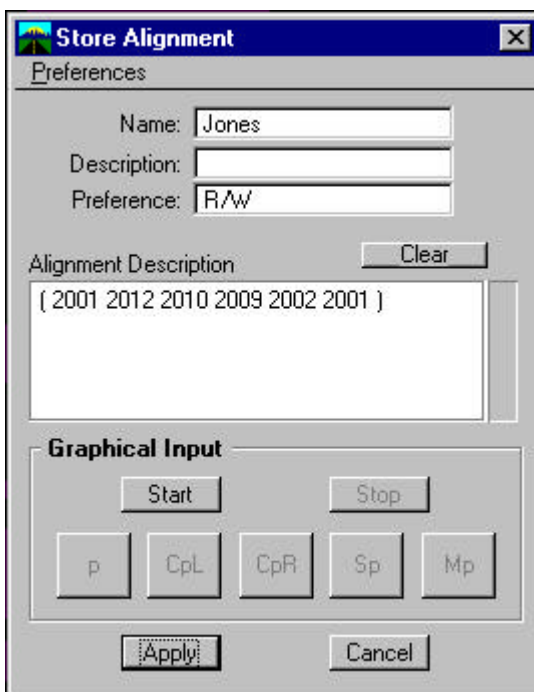 Store Alignment
Preferences
Name: Jones
Description:
Preference: R/W
Alignment Description Clear
( 2001 2012 2010 2009 2002 2001 )
Graphical Input
Start Stop
p CpL CpR Sp Mp
Apply Cancel